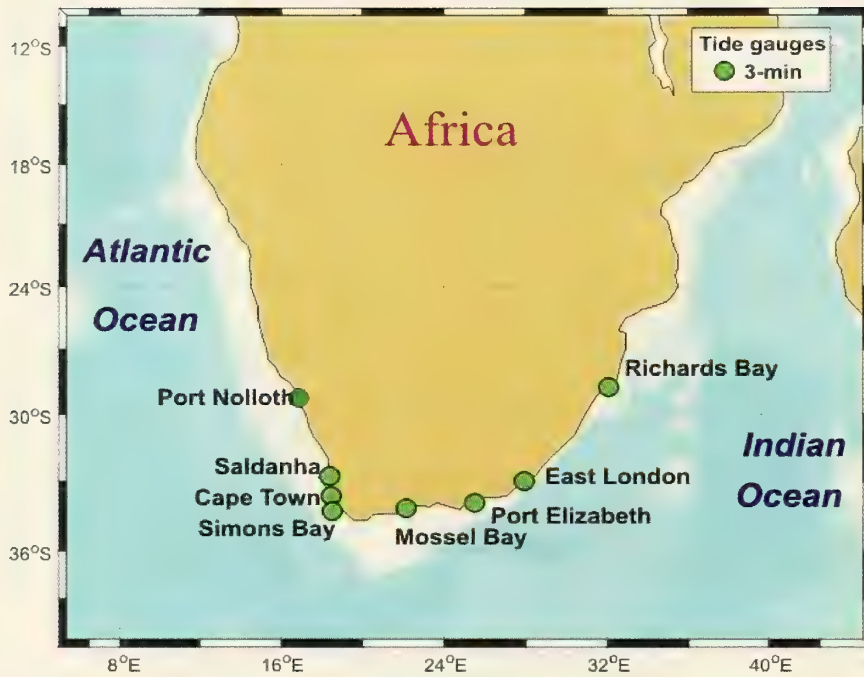 Tide gauges
3-min
Africa
Atlantic
Ocean
Indian
Ocean
Richards Bay
Port Nolloth
Saldanha
Cape Town
Simons Bay
East London
Port Elizabeth
Mossel Bay
12°S
18°S
24°S
30°S
36°S
8°E
16°E
24°E
32°E
40°E